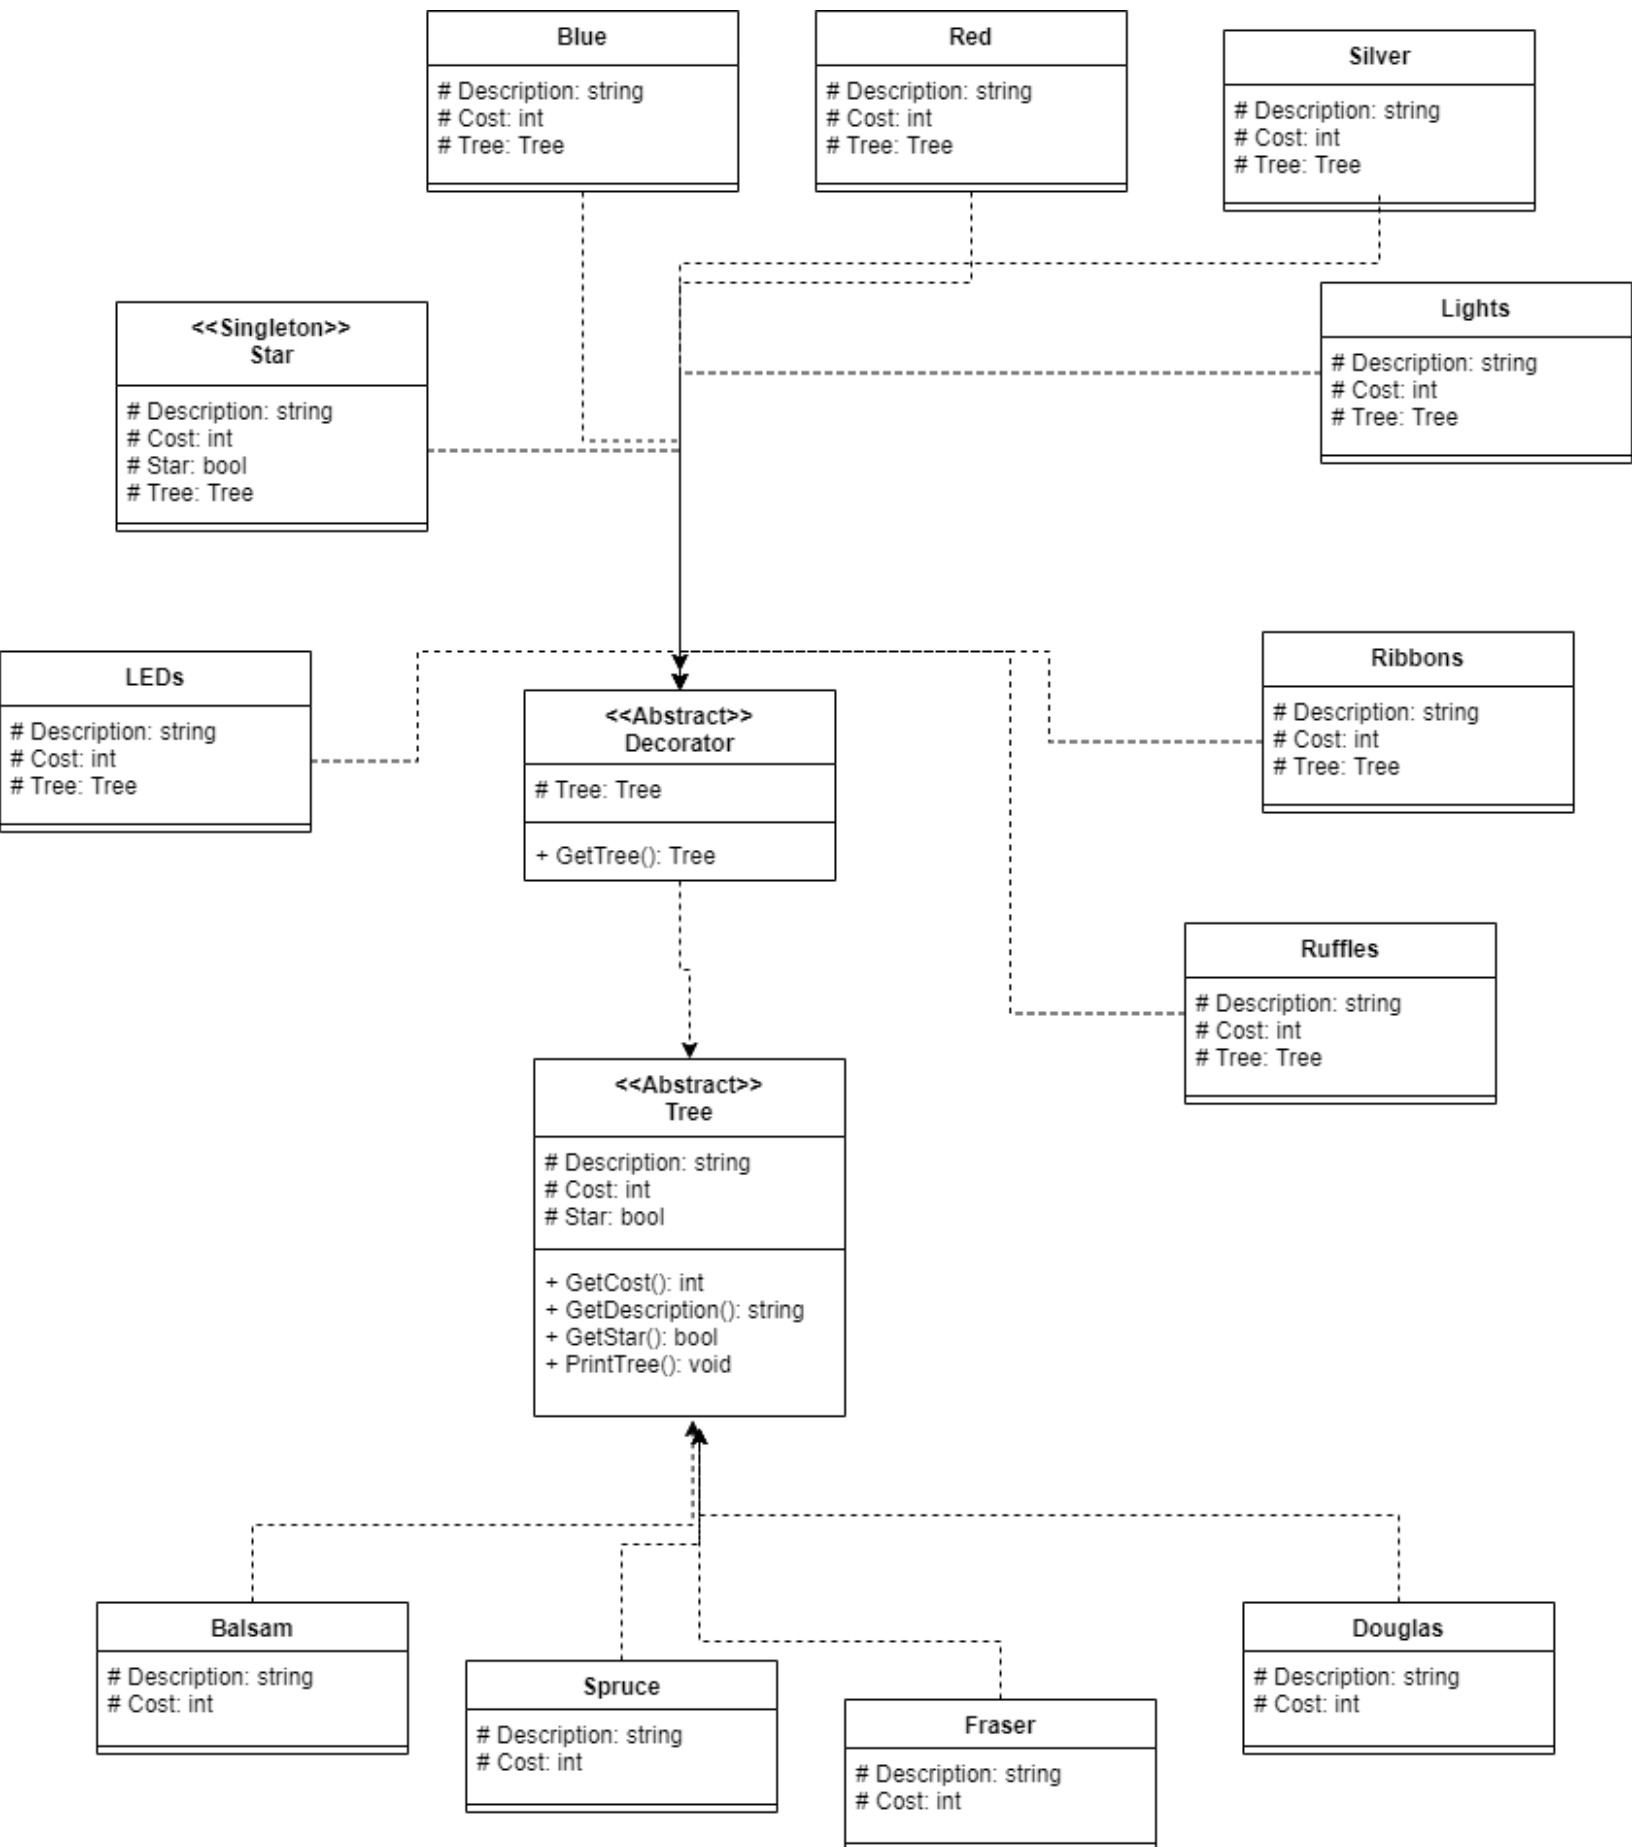 Blue
# Description: string
# Cost: int
# Tree: Tree
Red
# Description: string
# Cost: int
# Tree: Tree
Silver
# Description: string
# Cost: int
# Tree: Tree
<<Singleton>>
Star
# Description: string
# Cost: int
# Star: bool
# Tree: Tree
Lights
# Description: string
# Cost: int
# Tree: Tree
LEDs
# Description: string
# Cost: int
# Tree: Tree
<<Abstract>>
Decorator
# Tree: Tree
+ GetTree(): Tree
Ribbons
# Description: string
# Cost: int
# Tree: Tree
Ruffles
# Description: string
# Cost: int
# Tree: Tree
<<Abstract>>
Tree
# Description: string
# Cost: int
# Star: bool
+ GetCost(): int
+ GetDescription(): string
+ GetStar(): bool
+ PrintTree(): void
Balsam
# Description: string
# Cost: int
Spruce
# Description: string
# Cost: int
Fraser
# Description: string
# Cost: int
Douglas
# Description: string
# Cost: int